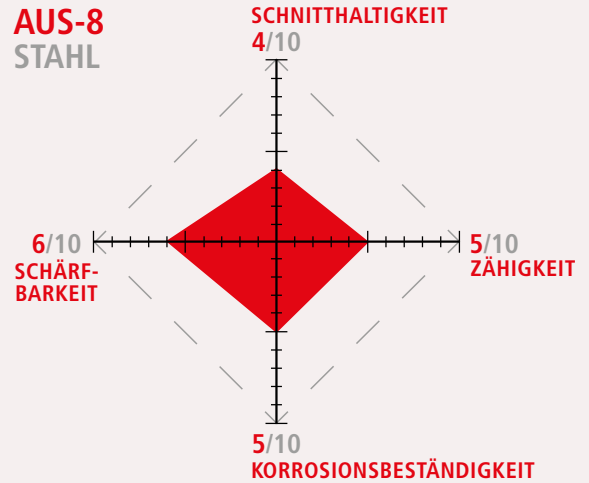 AUS-8
STAHL
SCHNITTHALTIGKEIT
4/10
6/10
SCHÄRF-
BARKEIT
5/10
ZÄHIGKEIT
5/10
KORROSIONSBESTÄNDIGKEIT